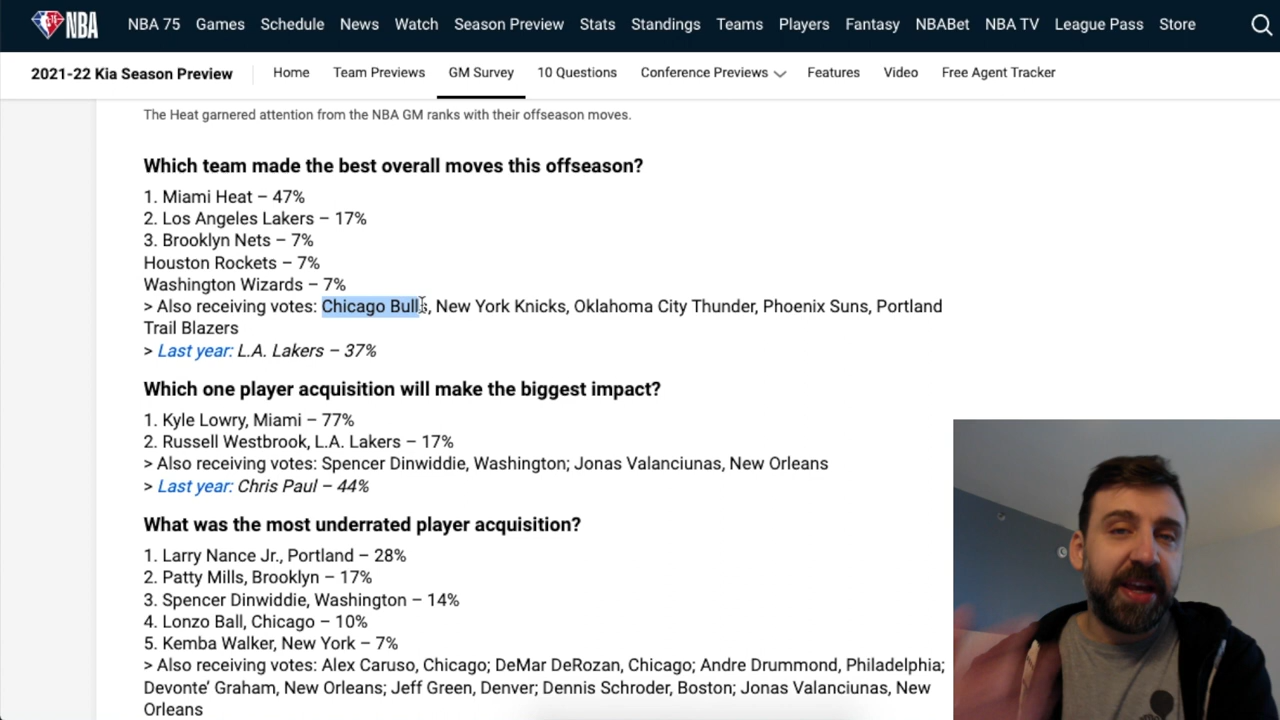 NBA
NBA 75 Games Schedule News Watch Season Preview Stats Standings Teams Players Fantasy NBABet NBA TV League Pass Store
2021-22 Kia Season Preview Home Team Previews GM Survey 10 Questions Conference Previews Features Video Free Agent Tracker
The Heat garnered attention from the NBA GM ranks with their offseason moves.
Which team made the best overall moves this offseason?
1. Miami Heat – 47%
2. Los Angeles Lakers – 17%
3. Brooklyn Nets – 7%
Houston Rockets – 7%
Washington Wizards – 7%
> Also receiving votes: Chicago Bulls, New York Knicks, Oklahoma City Thunder, Phoenix Suns, Portland
Trail Blazers
> Last year: L.A. Lakers – 37%
Which one player acquisition will make the biggest impact?
1. Kyle Lowry, Miami – 77%
2. Russell Westbrook, L.A. Lakers – 17%
> Also receiving votes: Spencer Dinwiddie, Washington; Jonas Valanciunas, New Orleans
> Last year: Chris Paul – 44%
What was the most underrated player acquisition?
1. Larry Nance Jr., Portland – 28%
2. Patty Mills, Brooklyn – 17%
3. Spencer Dinwiddie, Washington – 14%
4. Lonzo Ball, Chicago – 10%
5. Kemba Walker, New York – 7%
> Also receiving votes: Alex Caruso, Chicago; DeMar DeRozan, Chicago; Andre Drummond, Philadelphia;
Devonte’ Graham, New Orleans; Jeff Green, Denver; Dennis Schroder, Boston; Jonas Valanciunas, New
Orleans